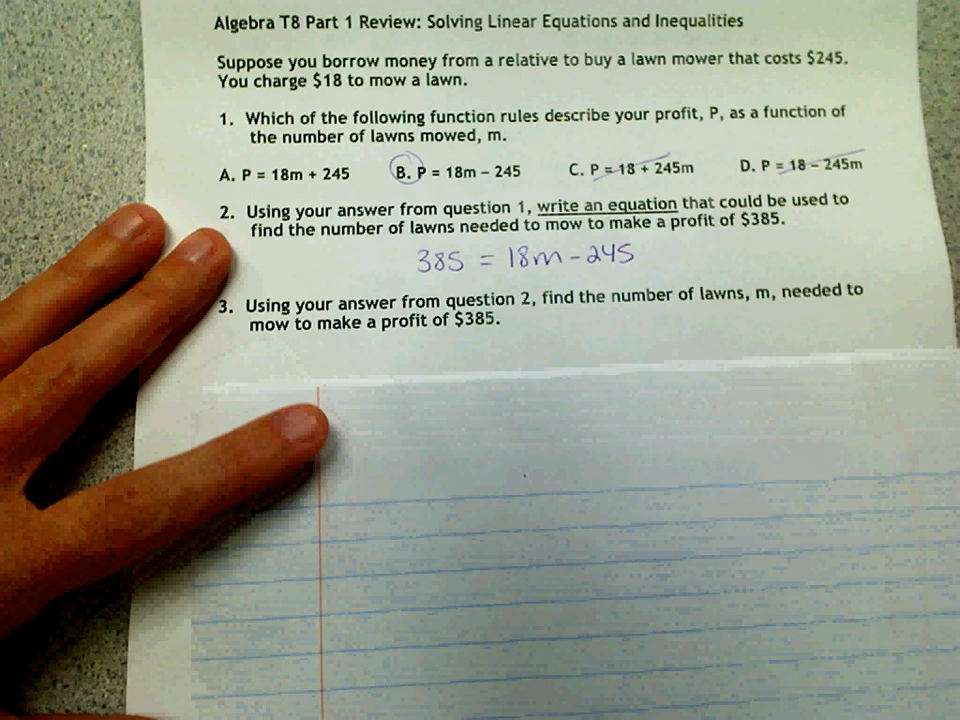 Algebra T8 Part 1 Review: Solving Linear Equations and Inequalities
Suppose you borrow money from a relative to buy a lawn mower that costs $245.
You charge $18 to mow a lawn.
1. Which of the following function rules describe your profit, P, as a function of
the number of lawns mowed, m.
A. P = 18m + 245 B. P = 18m – 245 C. P = 18 + 245m D. P = 18 – 245m
2. Using your answer from question 1, write an equation that could be used to
find the number of lawns needed to mow to make a profit of $385.
385 = 18m - 245
3. Using your answer from question 2, find the number of lawns, m, needed to
mow to make a profit of $385.